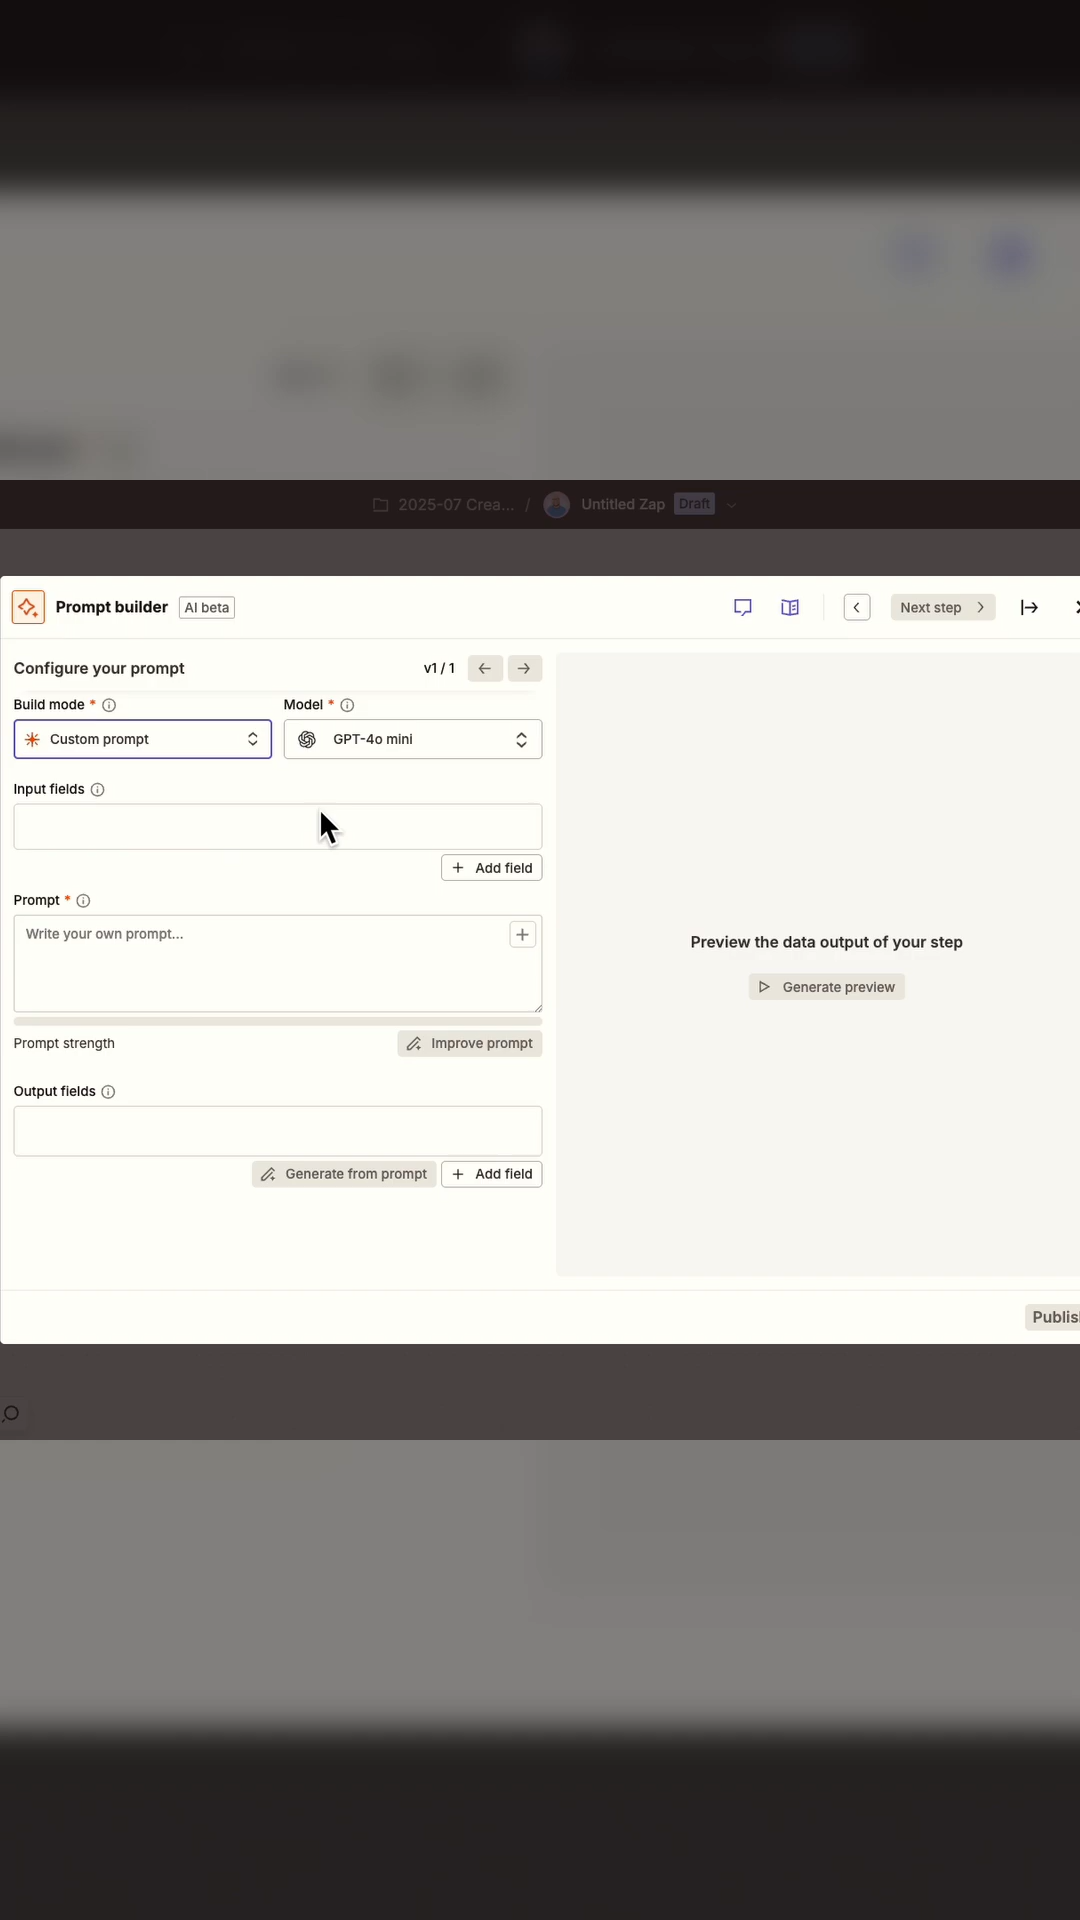 2025-07 Crea... / Untitled Zap Draft
Prompt builder AI beta
Next step
Configure your prompt v1 / 1
Build mode * Model *
Custom prompt GPT-4o mini
Input fields
+ Add field
Prompt *
Write your own prompt...
Prompt strength Improve prompt
Output fields
Generate from prompt + Add field
Preview the data output of your step
Generate preview
Publis